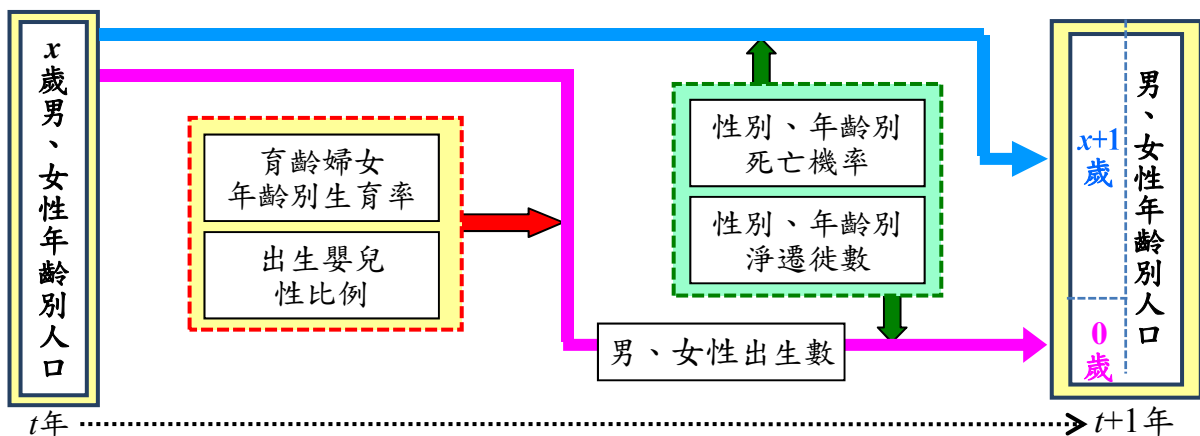 x歲男、女性年齡別人口
育齡婦女
年齡別生育率
出生嬰兒
性比例
性別、年齡別
死亡機率
性別、年齡別
淨遷徙數
男、女性出生數
x+1
歲
0
歲
男、女性年齡別人口
t年
t+1年